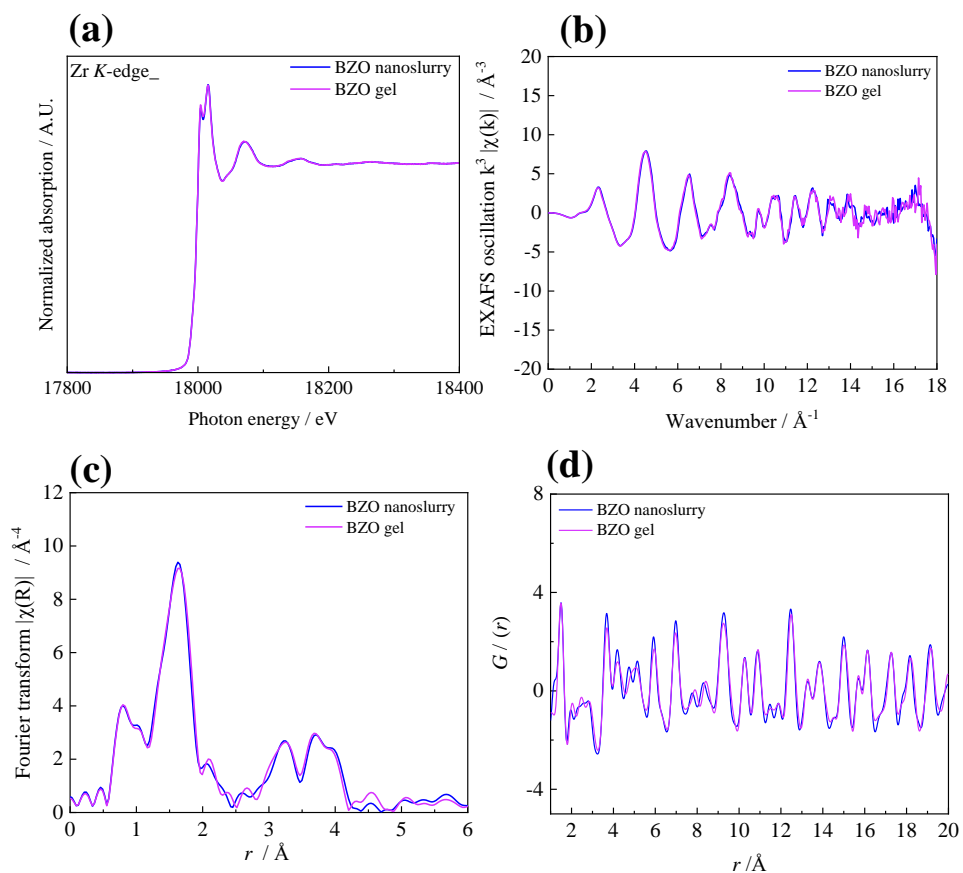 (a)
Zr K-edge_
BZO nanoslurry
BZO gel
Normalized absorption / A.U.
17800 18000 18200 18400
Photon energy / eV
(b)
BZO nanoslurry
BZO gel
EXAFS oscillation k³ |χ(k)| / Å⁻³
20
15
10
5
0
-5
-10
-15
-20
0 2 4 6 8 10 12 14 16 18
Wavenumber / Å⁻¹
(c)
BZO nanoslurry
BZO gel
Fourier transform |χ(R)| / Å⁻⁴
12
10
8
6
4
2
0
0 1 2 3 4 5 6
r / Å
(d)
BZO nanoslurry
BZO gel
G / (r)
8
4
0
-4
2 4 6 8 10 12 14 16 18 20
r /Å